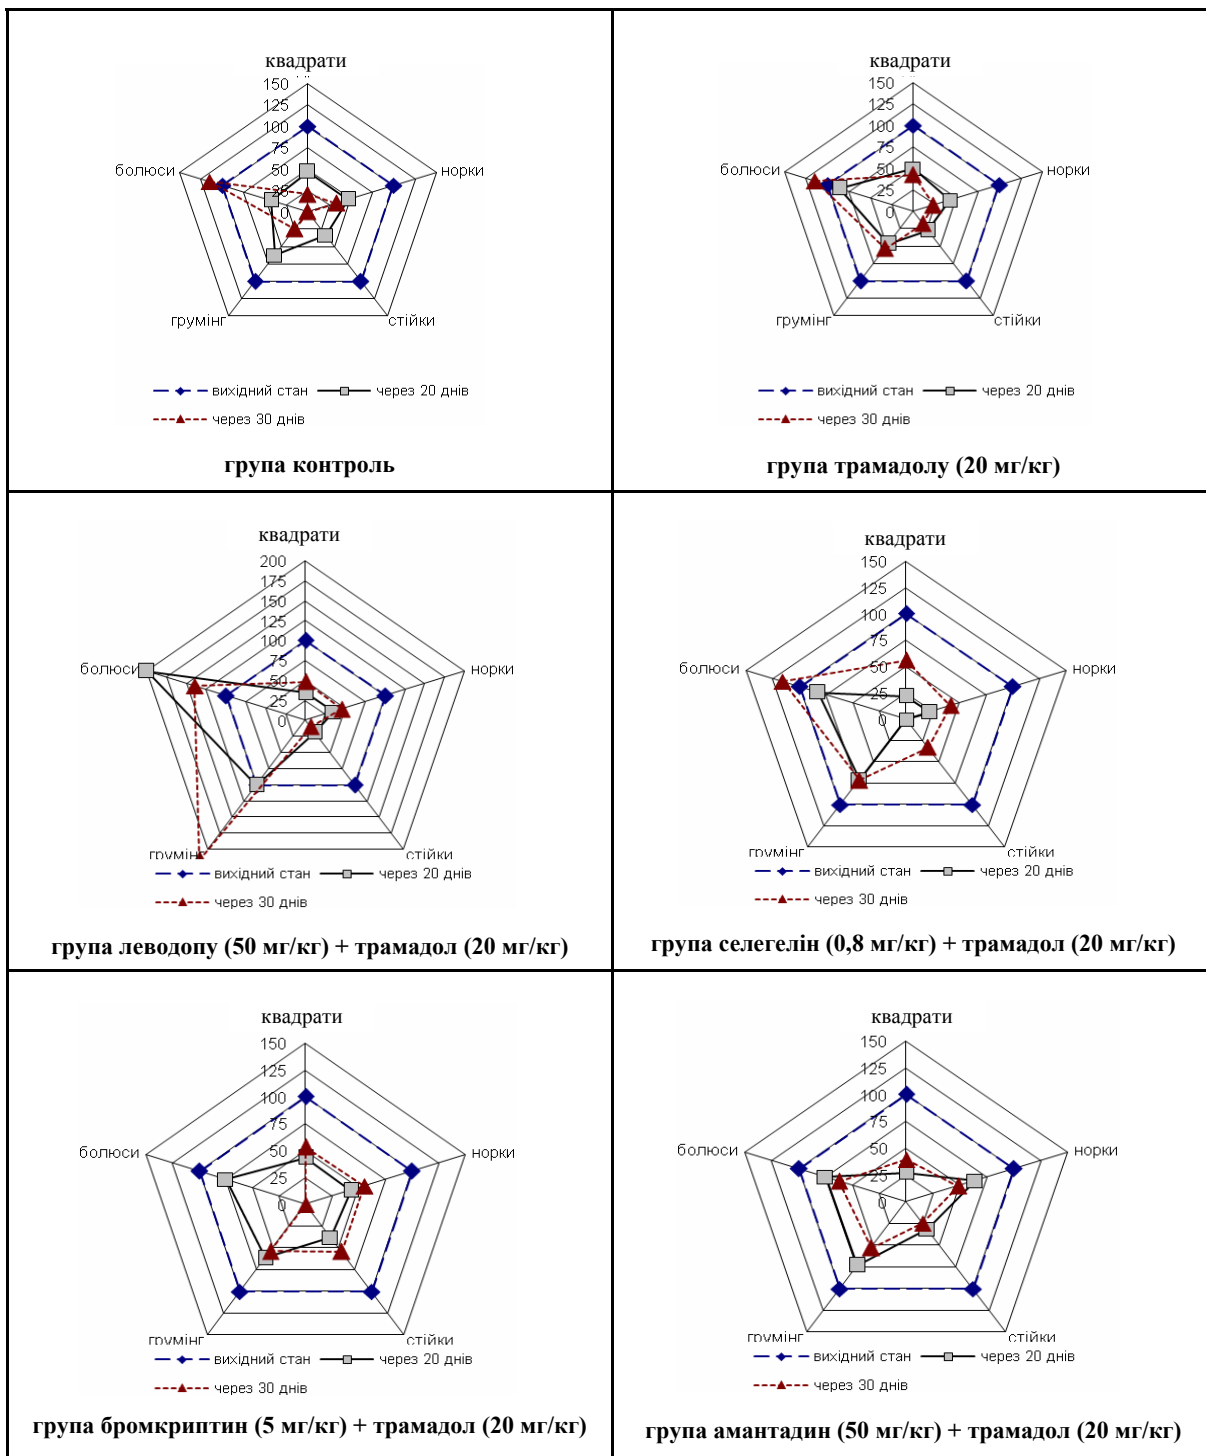 квадрати
150
125
100
75
50
25
0
болюси
норки
грумінг
стійки
вихідний стан
через 20 днів
через 30 днів
група контроль
квадрати
150
125
100
75
50
25
0
болюси
норки
грумінг
стійки
вихідний стан
через 20 днів
через 30 днів
група трамадолу (20 мг/кг)
квадрати
200
175
150
125
100
75
50
25
0
болюси
норки
грумінг
стійки
вихідний стан
через 20 днів
через 30 днів
група леводопу (50 мг/кг) + трамадол (20 мг/кг)
квадрати
150
125
100
75
50
25
0
болюси
норки
грумінг
стійки
вихідний стан
через 20 днів
через 30 днів
група селегелін (0,8 мг/кг) + трамадол (20 мг/кг)
квадрати
150
125
100
75
50
25
0
болюси
норки
грумінг
стійки
вихідний стан
через 20 днів
через 30 днів
група бромкриптин (5 мг/кг) + трамадол (20 мг/кг)
квадрати
150
125
100
75
50
25
0
болюси
норки
грумінг
стійки
вихідний стан
через 20 днів
через 30 днів
група амантадин (50 мг/кг) + трамадол (20 мг/кг)